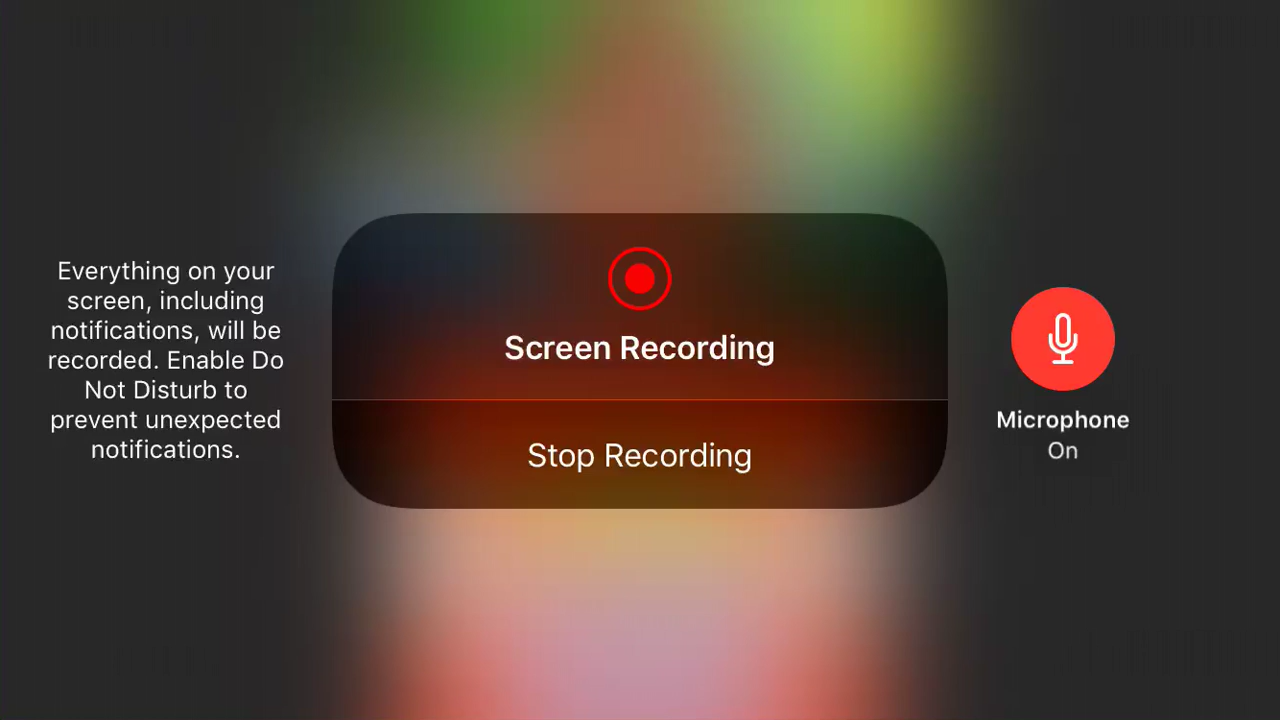 Everything on your
screen, including
notifications, will be
recorded. Enable Do
Not Disturb to
prevent unexpected
notifications.
Screen Recording
Stop Recording
Microphone
On